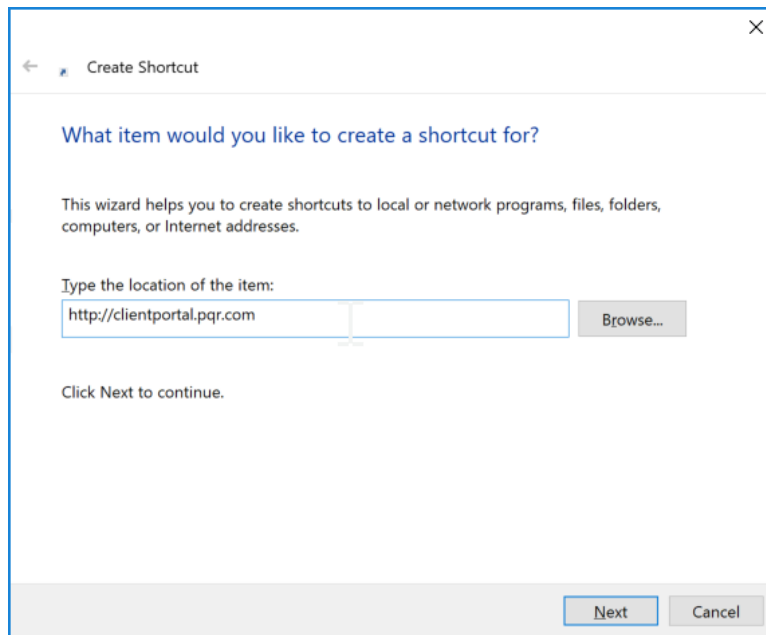 Create Shortcut
What item would you like to create a shortcut for?
This wizard helps you to create shortcuts to local or network programs, files, folders,
computers, or Internet addresses.
Type the location of the item:
http://clientportal.pqr.com
Browse...
Click Next to continue.
Next
Cancel